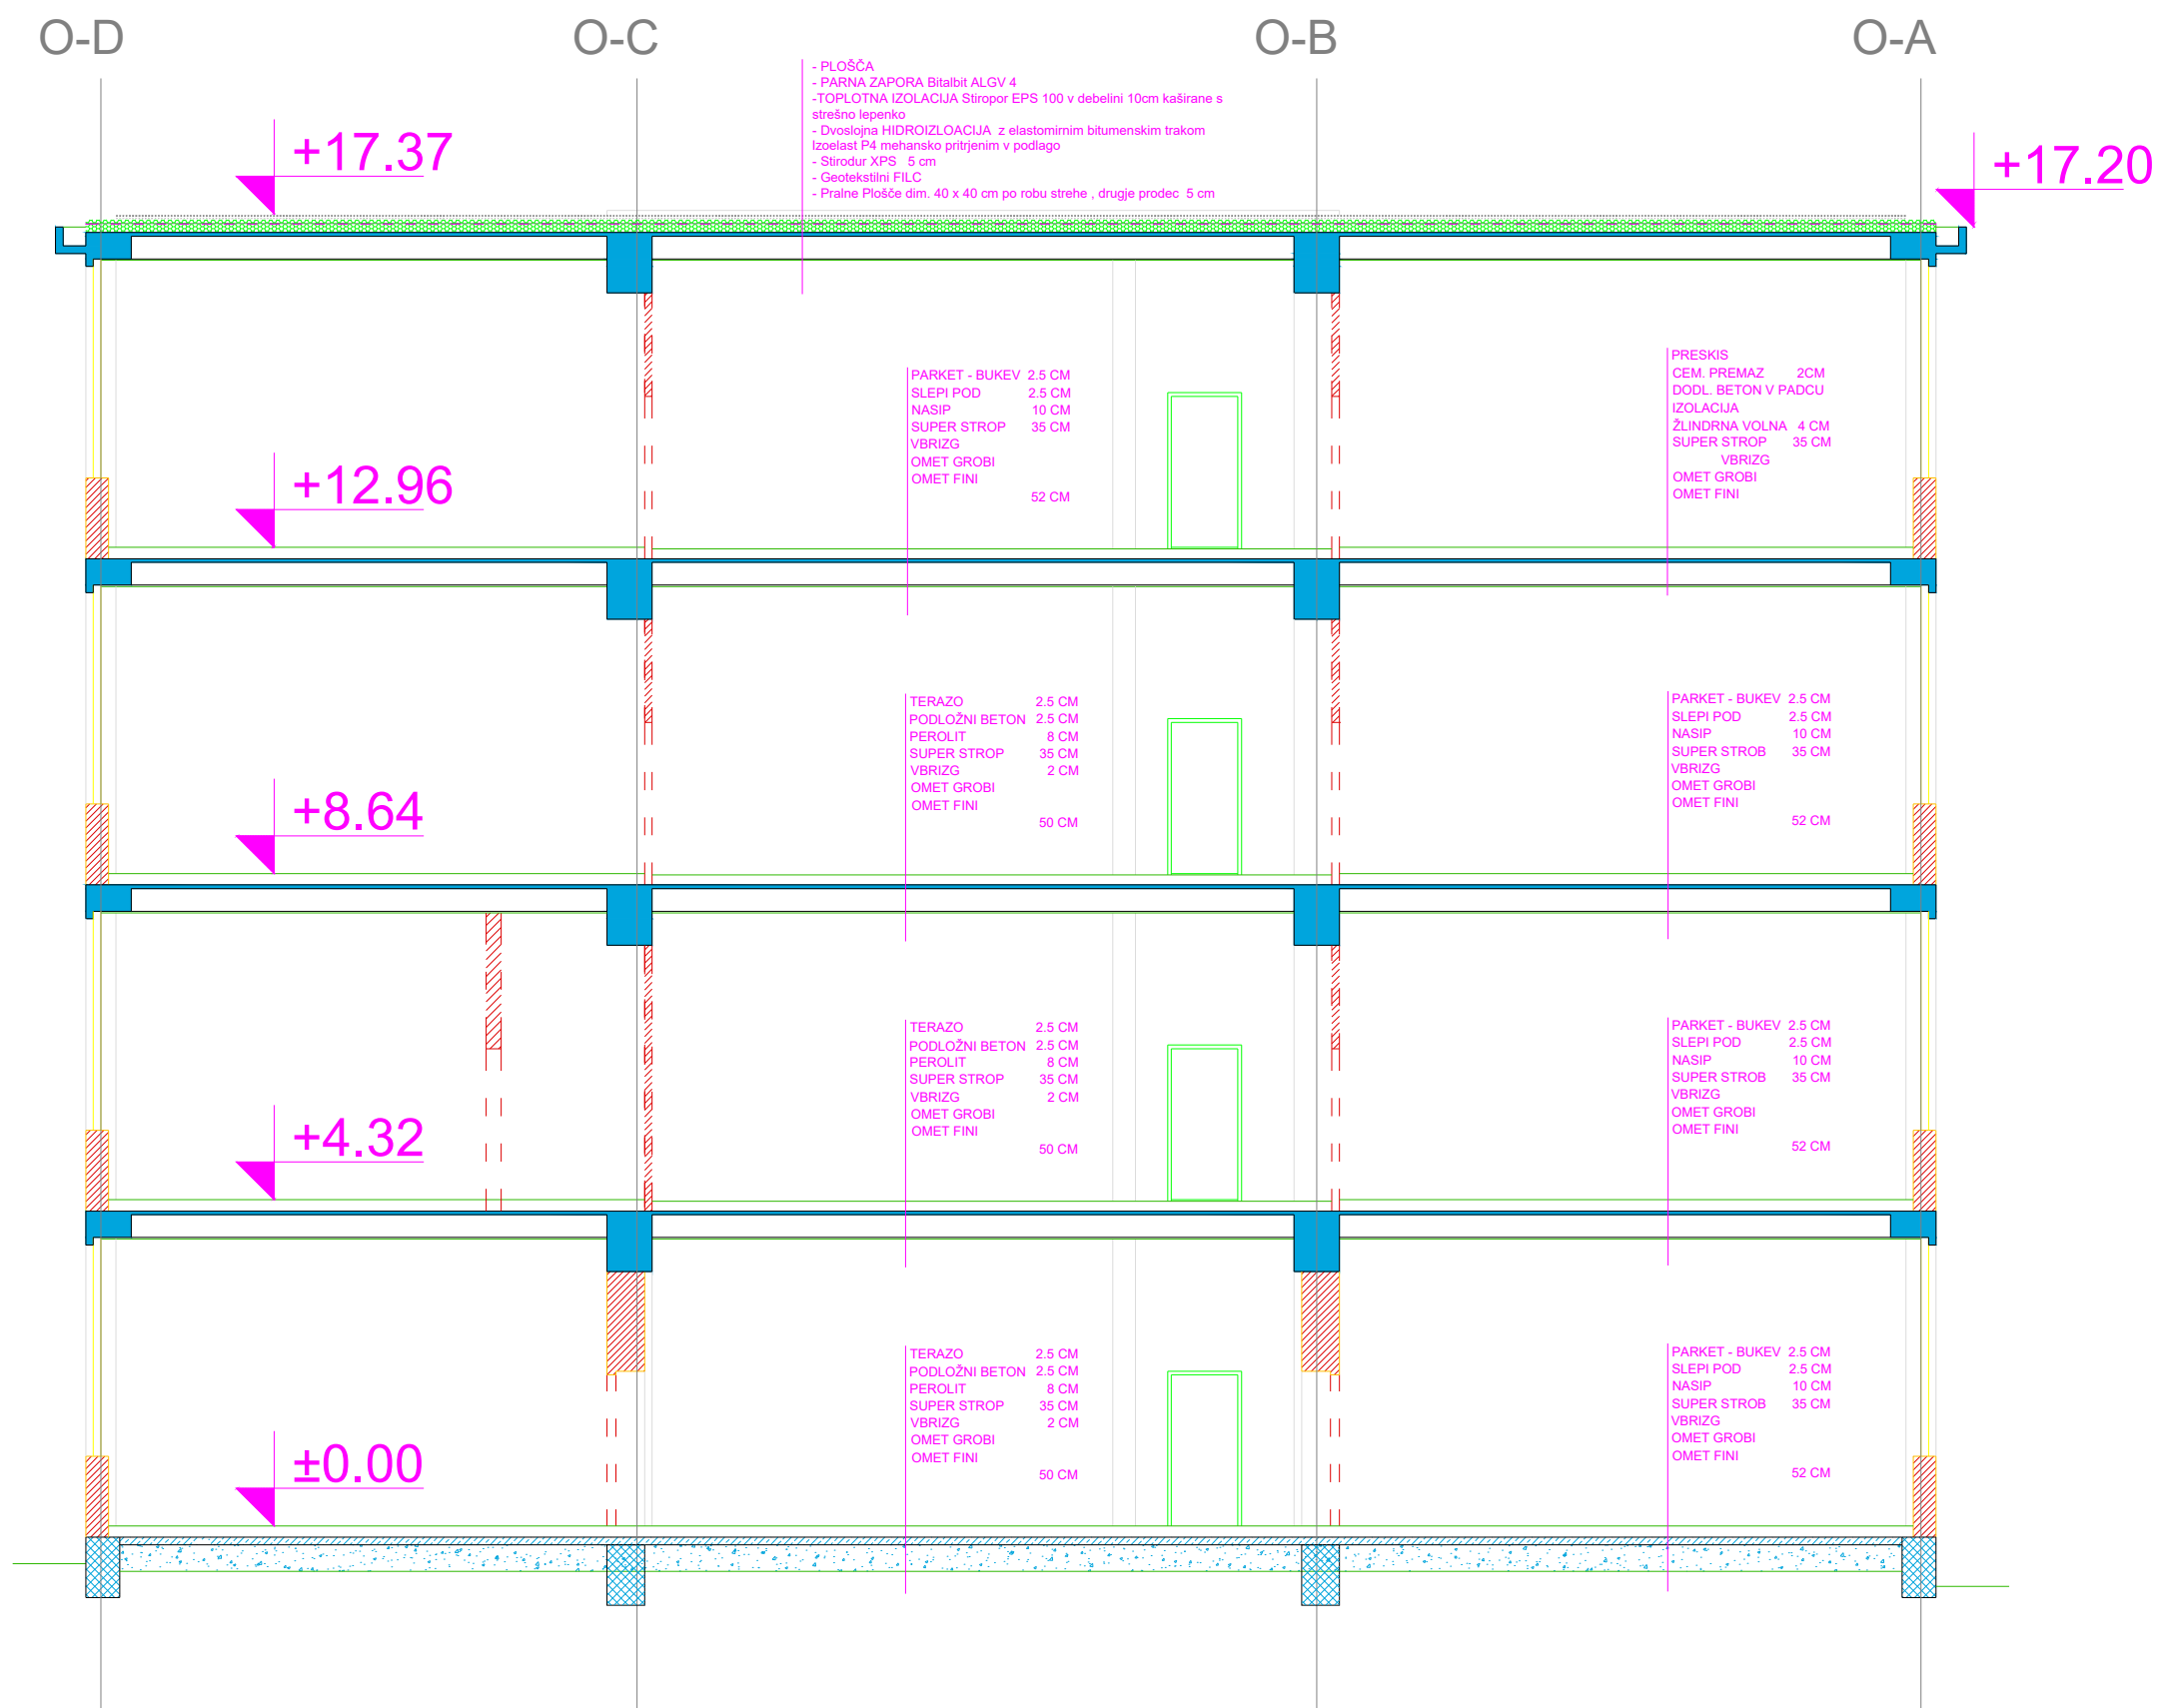 O-D
O-C
O-B
O-A
- PLOŠČA
- PARNA ZAPORA Bitalbit ALGV 4
-TOPLOTNA IZOLACIJA Stiropor EPS 100 v debelini 10cm kaširane s
strešno lepenko
- Dvoslojna HIDROIZLOACIJA z elastomirnim bitumenskim trakom
Izoelast P4 mehansko pritrjenim v podlago
- Stirodur XPS 5 cm
- Geotekstilni FILC
- Pralne Plošče dim. 40 x 40 cm po robu strehe , drugje prodec 5 cm
+17.37
+17.20
PARKET - BUKEV 2.5 CM
SLEPI POD 2.5 CM
NASIP 10 CM
SUPER STROP 35 CM
VBRIZG
OMET GROBI
OMET FINI
52 CM
PRESKIS
CEM. PREMAZ 2CM
DODL. BETON V PADCU
IZOLACIJA
ŽLINDRNA VOLNA 4 CM
SUPER STROP 35 CM
VBRIZG
OMET GROBI
OMET FINI
+12.96
TERAZO 2.5 CM
PODLOŽNI BETON 2.5 CM
PEROLIT 8 CM
SUPER STROP 35 CM
VBRIZG 2 CM
OMET GROBI
OMET FINI
50 CM
PARKET - BUKEV 2.5 CM
SLEPI POD 2.5 CM
NASIP 10 CM
SUPER STROB 35 CM
VBRIZG
OMET GROBI
OMET FINI
52 CM
+8.64
TERAZO 2.5 CM
PODLOŽNI BETON 2.5 CM
PEROLIT 8 CM
SUPER STROP 35 CM
VBRIZG 2 CM
OMET GROBI
OMET FINI
50 CM
PARKET - BUKEV 2.5 CM
SLEPI POD 2.5 CM
NASIP 10 CM
SUPER STROB 35 CM
VBRIZG
OMET GROBI
OMET FINI
52 CM
+4.32
TERAZO 2.5 CM
PODLOŽNI BETON 2.5 CM
PEROLIT 8 CM
SUPER STROP 35 CM
VBRIZG 2 CM
OMET GROBI
OMET FINI
50 CM
PARKET - BUKEV 2.5 CM
SLEPI POD 2.5 CM
NASIP 10 CM
SUPER STROB 35 CM
VBRIZG
OMET GROBI
OMET FINI
52 CM
±0.00